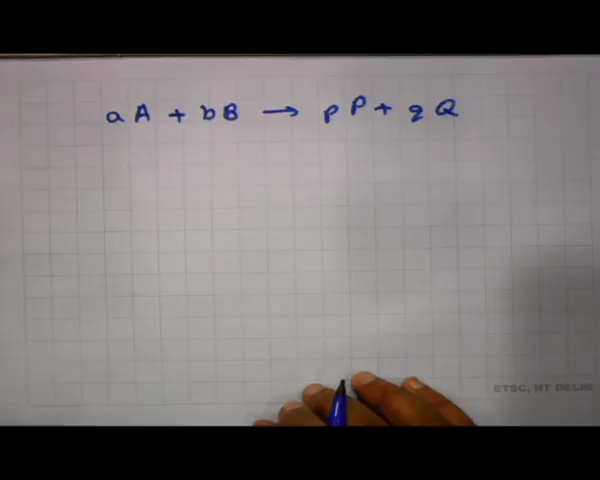 aA + bB → pP + qQ
ETSC, IIT DELHI